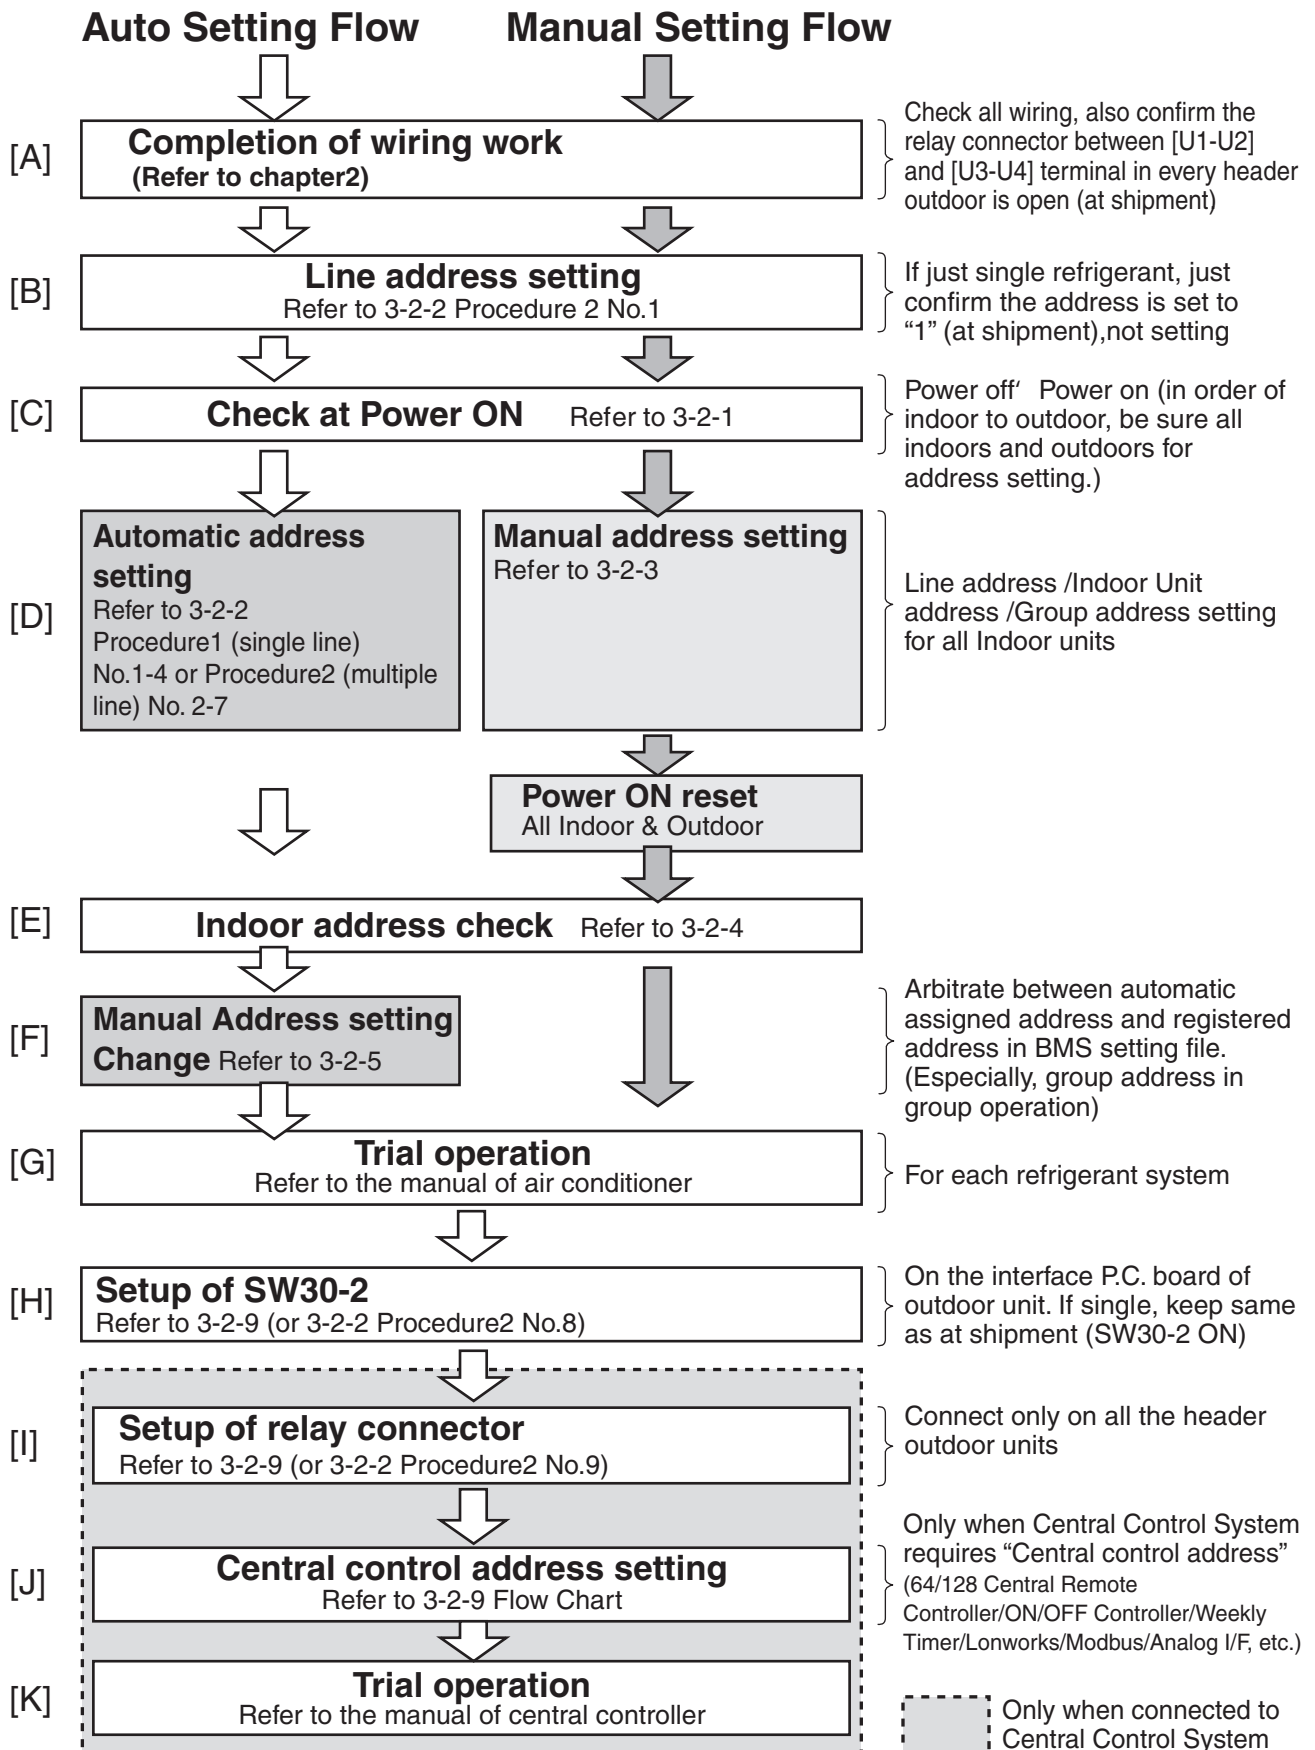 Auto Setting Flow
Manual Setting Flow
[A]
Completion of wiring work
(Refer to chapter2)
Check all wiring, also confirm the
relay connector between [U1-U2]
and [U3-U4] terminal in every header
outdoor is open (at shipment)
[B]
Line address setting
Refer to 3-2-2 Procedure 2 No.1
If just single refrigerant, just
confirm the address is set to
“1” (at shipment),not setting
[C]
Check at Power ON Refer to 3-2-1
Power off‘ Power on (in order of
indoor to outdoor, be sure all
indoors and outdoors for
address setting.)
[D]
Automatic address
setting
Refer to 3-2-2
Procedure1 (single line)
No.1-4 or Procedure2 (multiple
line) No. 2-7
Manual address setting
Refer to 3-2-3
Line address /Indoor Unit
address /Group address setting
for all Indoor units
Power ON reset
All Indoor & Outdoor
[E]
Indoor address check Refer to 3-2-4
[F]
Manual Address setting
Change Refer to 3-2-5
Arbitrate between automatic
assigned address and registered
address in BMS setting file.
(Especially, group address in
group operation)
[G]
Trial operation
Refer to the manual of air conditioner
For each refrigerant system
[H]
Setup of SW30-2
Refer to 3-2-9 (or 3-2-2 Procedure2 No.8)
On the interface P.C. board of
outdoor unit. If single, keep same
as at shipment (SW30-2 ON)
[I]
Setup of relay connector
Refer to 3-2-9 (or 3-2-2 Procedure2 No.9)
Connect only on all the header
outdoor units
[J]
Central control address setting
Refer to 3-2-9 Flow Chart
Only when Central Control System
requires “Central control address”
(64/128 Central Remote
Controller/ON/OFF Controller/Weekly
Timer/Lonworks/Modbus/Analog I/F, etc.)
[K]
Trial operation
Refer to the manual of central controller
Only when connected to
Central Control System